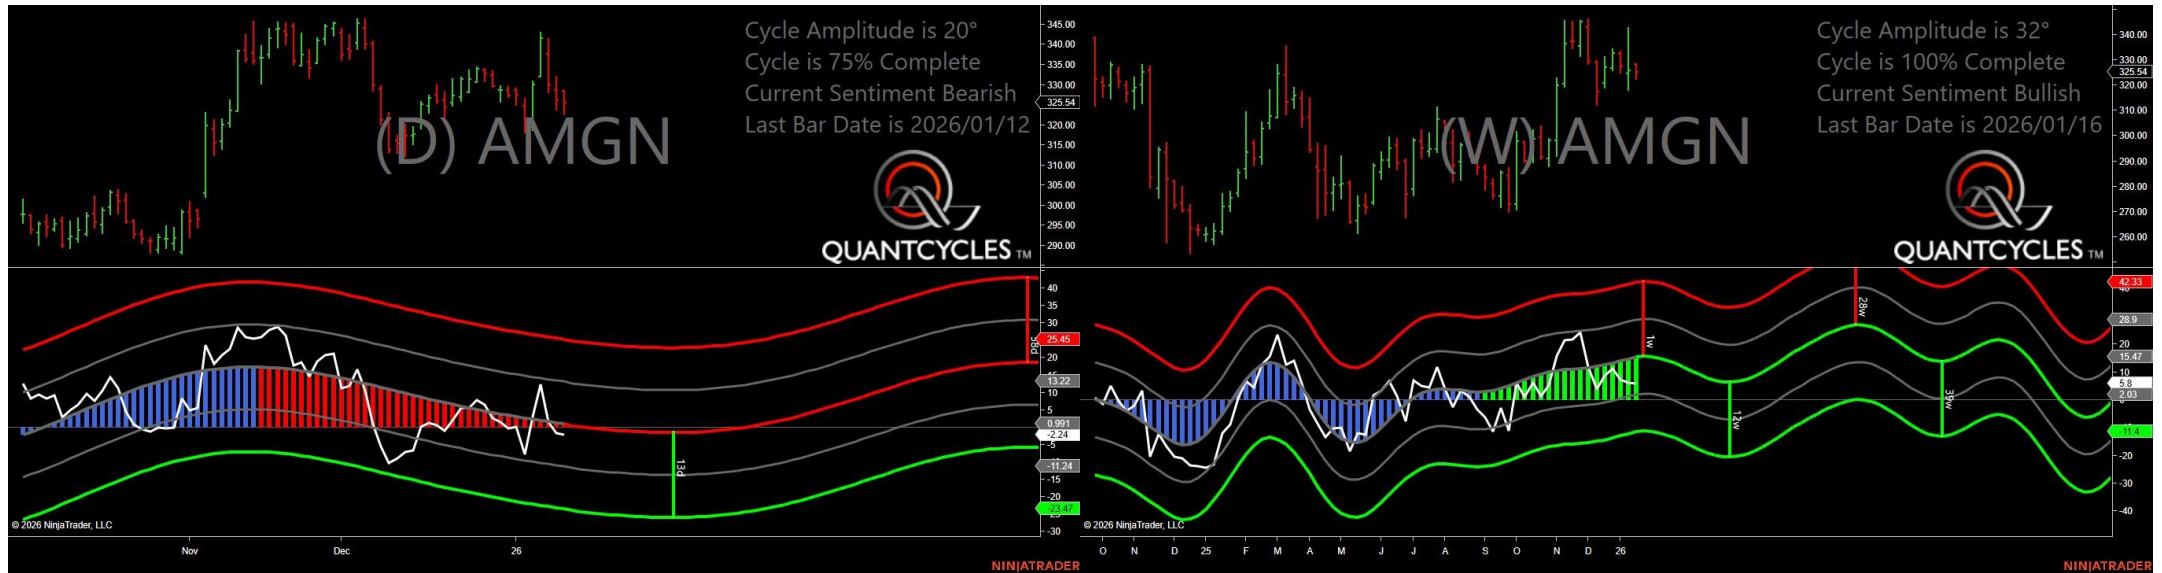 Cycle Amplitude is 20°
Cycle is 75% Complete
Current Sentiment Bearish
Last Bar Date is 2026/01/12
(D) AMGN
QUANTCYCLES TM
345.00
340.00
335.00
330.00
325.54
320.00
315.00
310.00
305.00
300.00
295.00
290.00
40
35
30
58d
25.45
20
15
13.22
10
5
0.991
-2.24
-5
13d
-11.24
-15
-20
-23.47
-30
© 2026 NinjaTrader, LLC
Nov Dec 26
NINJATRADER
Cycle Amplitude is 32°
Cycle is 100% Complete
Current Sentiment Bullish
Last Bar Date is 2026/01/16
(W) AMGN
QUANTCYCLES TM
340.00
330.00
325.54
320.00
310.00
300.00
290.00
280.00
270.00
260.00
42.33
40
28w
28.9
20
1w
15.47
10
5.8
2.03
39w
12w
-11.4
-20
-30
-40
© 2026 NinjaTrader, LLC
O N D 25 F M A M J J A S O N D 26
NINJATRADER